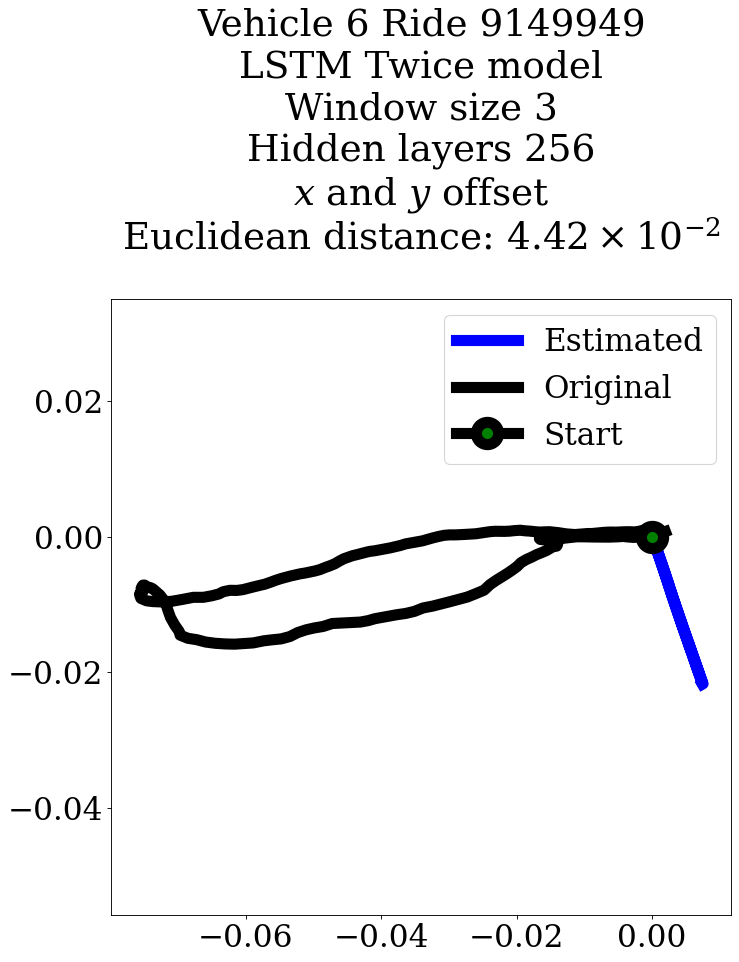 Vehicle 6 Ride 9149949
LSTM Twice model
Window size 3
Hidden layers 256
x and y offset
Euclidean distance: 4.42 × 10⁻²
Estimated
Original
Start
0.02
0.00
−0.02
−0.04
−0.06 −0.04 −0.02 0.00